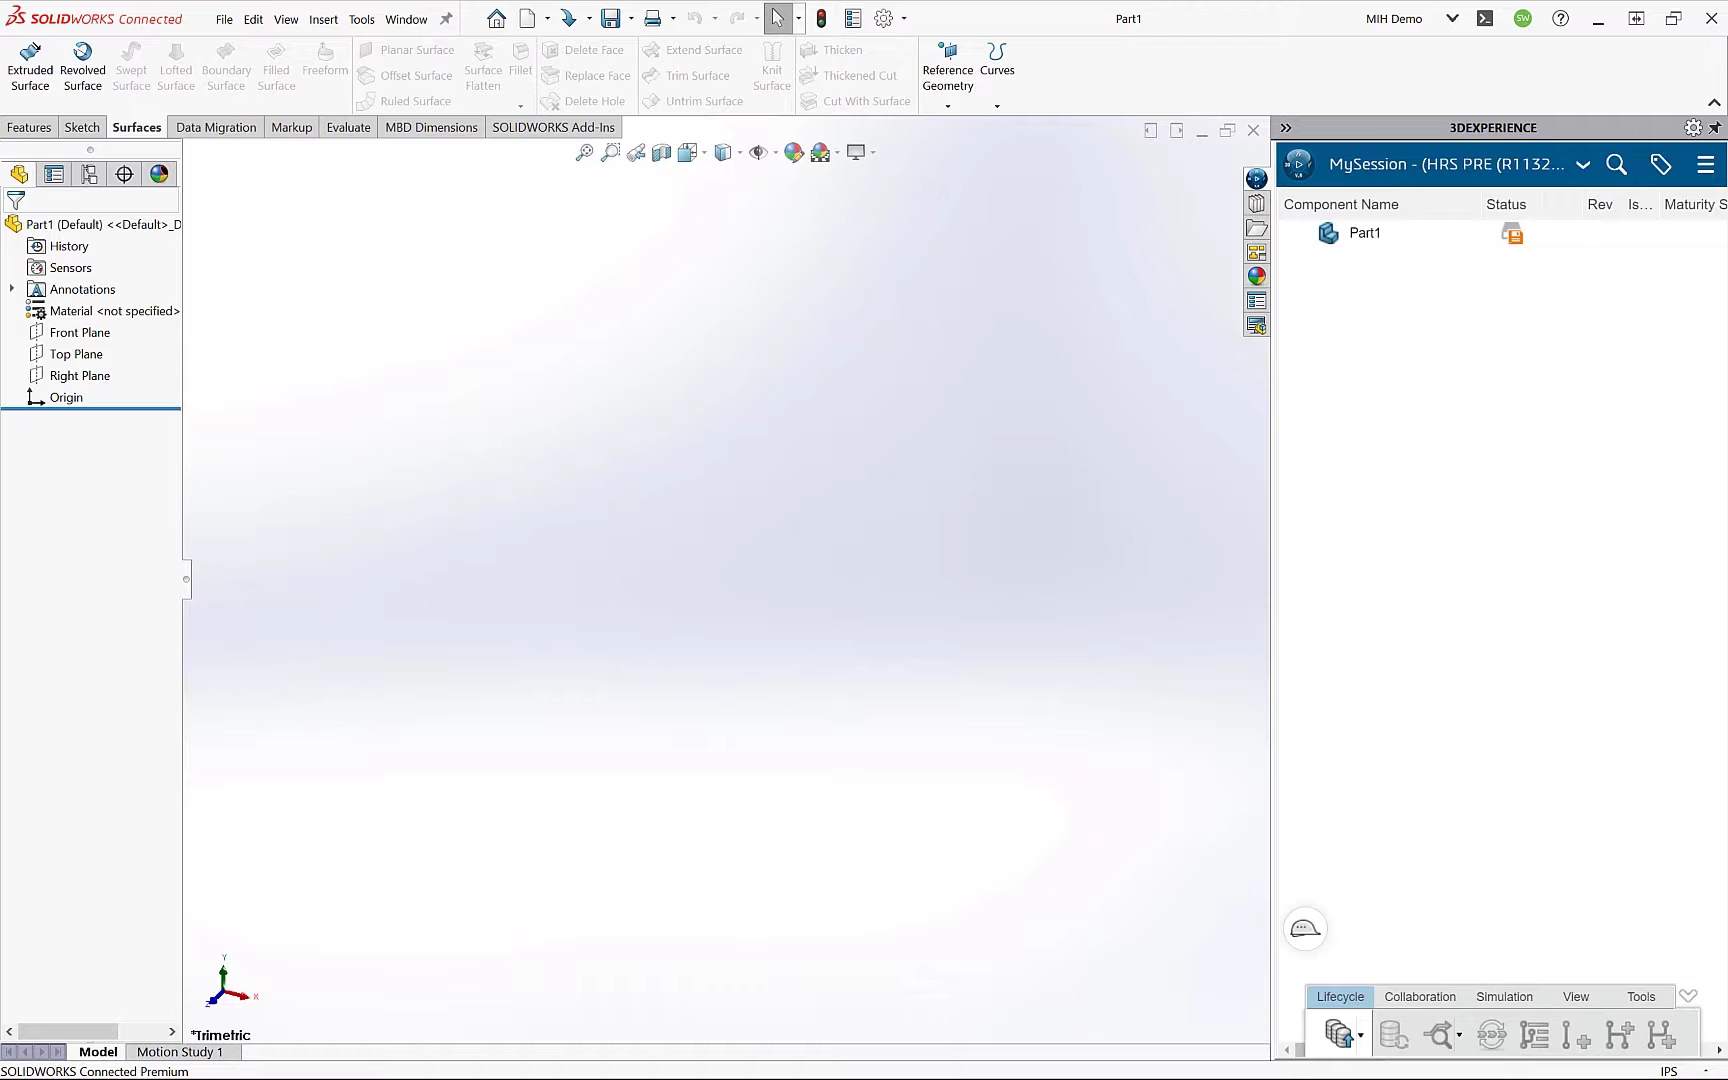 SOLIDWORKS Connected
File Edit View Insert Tools Window
Part1
MIH Demo
SW
Extruded Surface
Revolved Surface
Swept Surface
Lofted Surface
Boundary Surface
Filled Surface
Freeform
Planar Surface
Offset Surface
Ruled Surface
Surface Flatten
Fillet
Delete Face
Replace Face
Delete Hole
Extend Surface
Trim Surface
Untrim Surface
Knit Surface
Thicken
Thickened Cut
Cut With Surface
Reference Geometry
Curves
Features Sketch Surfaces Data Migration Markup Evaluate MBD Dimensions SOLIDWORKS Add-Ins
Part1 (Default) <<Default>_D
History
Sensors
Annotations
Material <not specified>
Front Plane
Top Plane
Right Plane
Origin
3DEXPERIENCE
MySession - (HRS PRE (R1132...
Component Name Status Rev Is... Maturity S
Part1
Y
X
Z
*Trimetric
Lifecycle Collaboration Simulation View Tools
Model Motion Study 1
SOLIDWORKS Connected Premium
IPS -